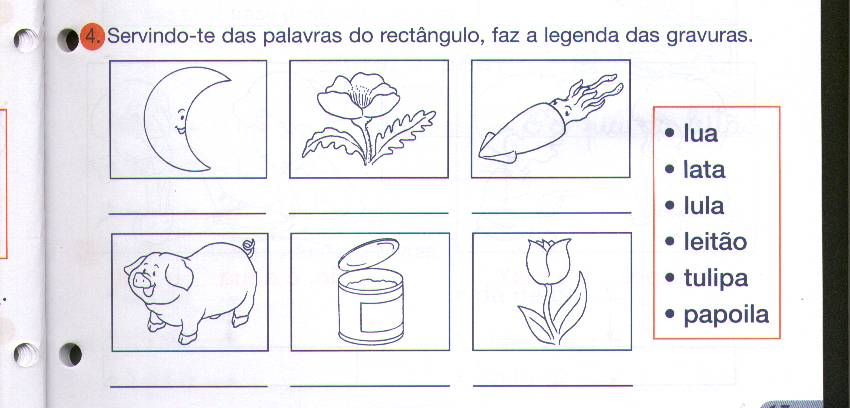 4. Servindo-te das palavras do rectângulo, faz a legenda das gravuras.
• lua
• lata
• lula
• leitão
• tulipa
• papoila